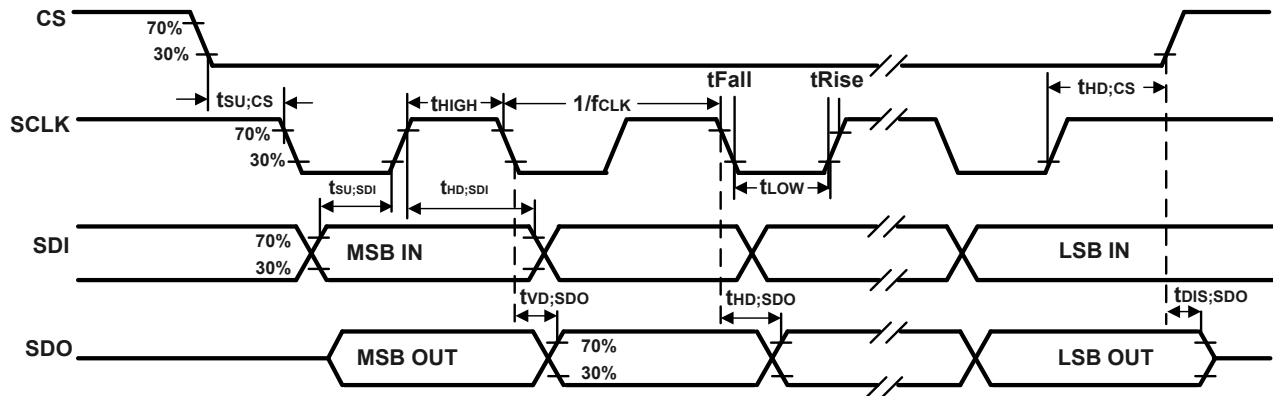 CS
70%
30%
tFall
tRise
tSU;CS
tHIGH
1/fCLK
tHD;CS
SCLK
70%
30%
tSU;SDI
tHD;SDI
tLOW
SDI
70%
30%
MSB IN
LSB IN
tVD;SDO
tHD;SDO
tDIS;SDO
SDO
MSB OUT
70%
30%
LSB OUT